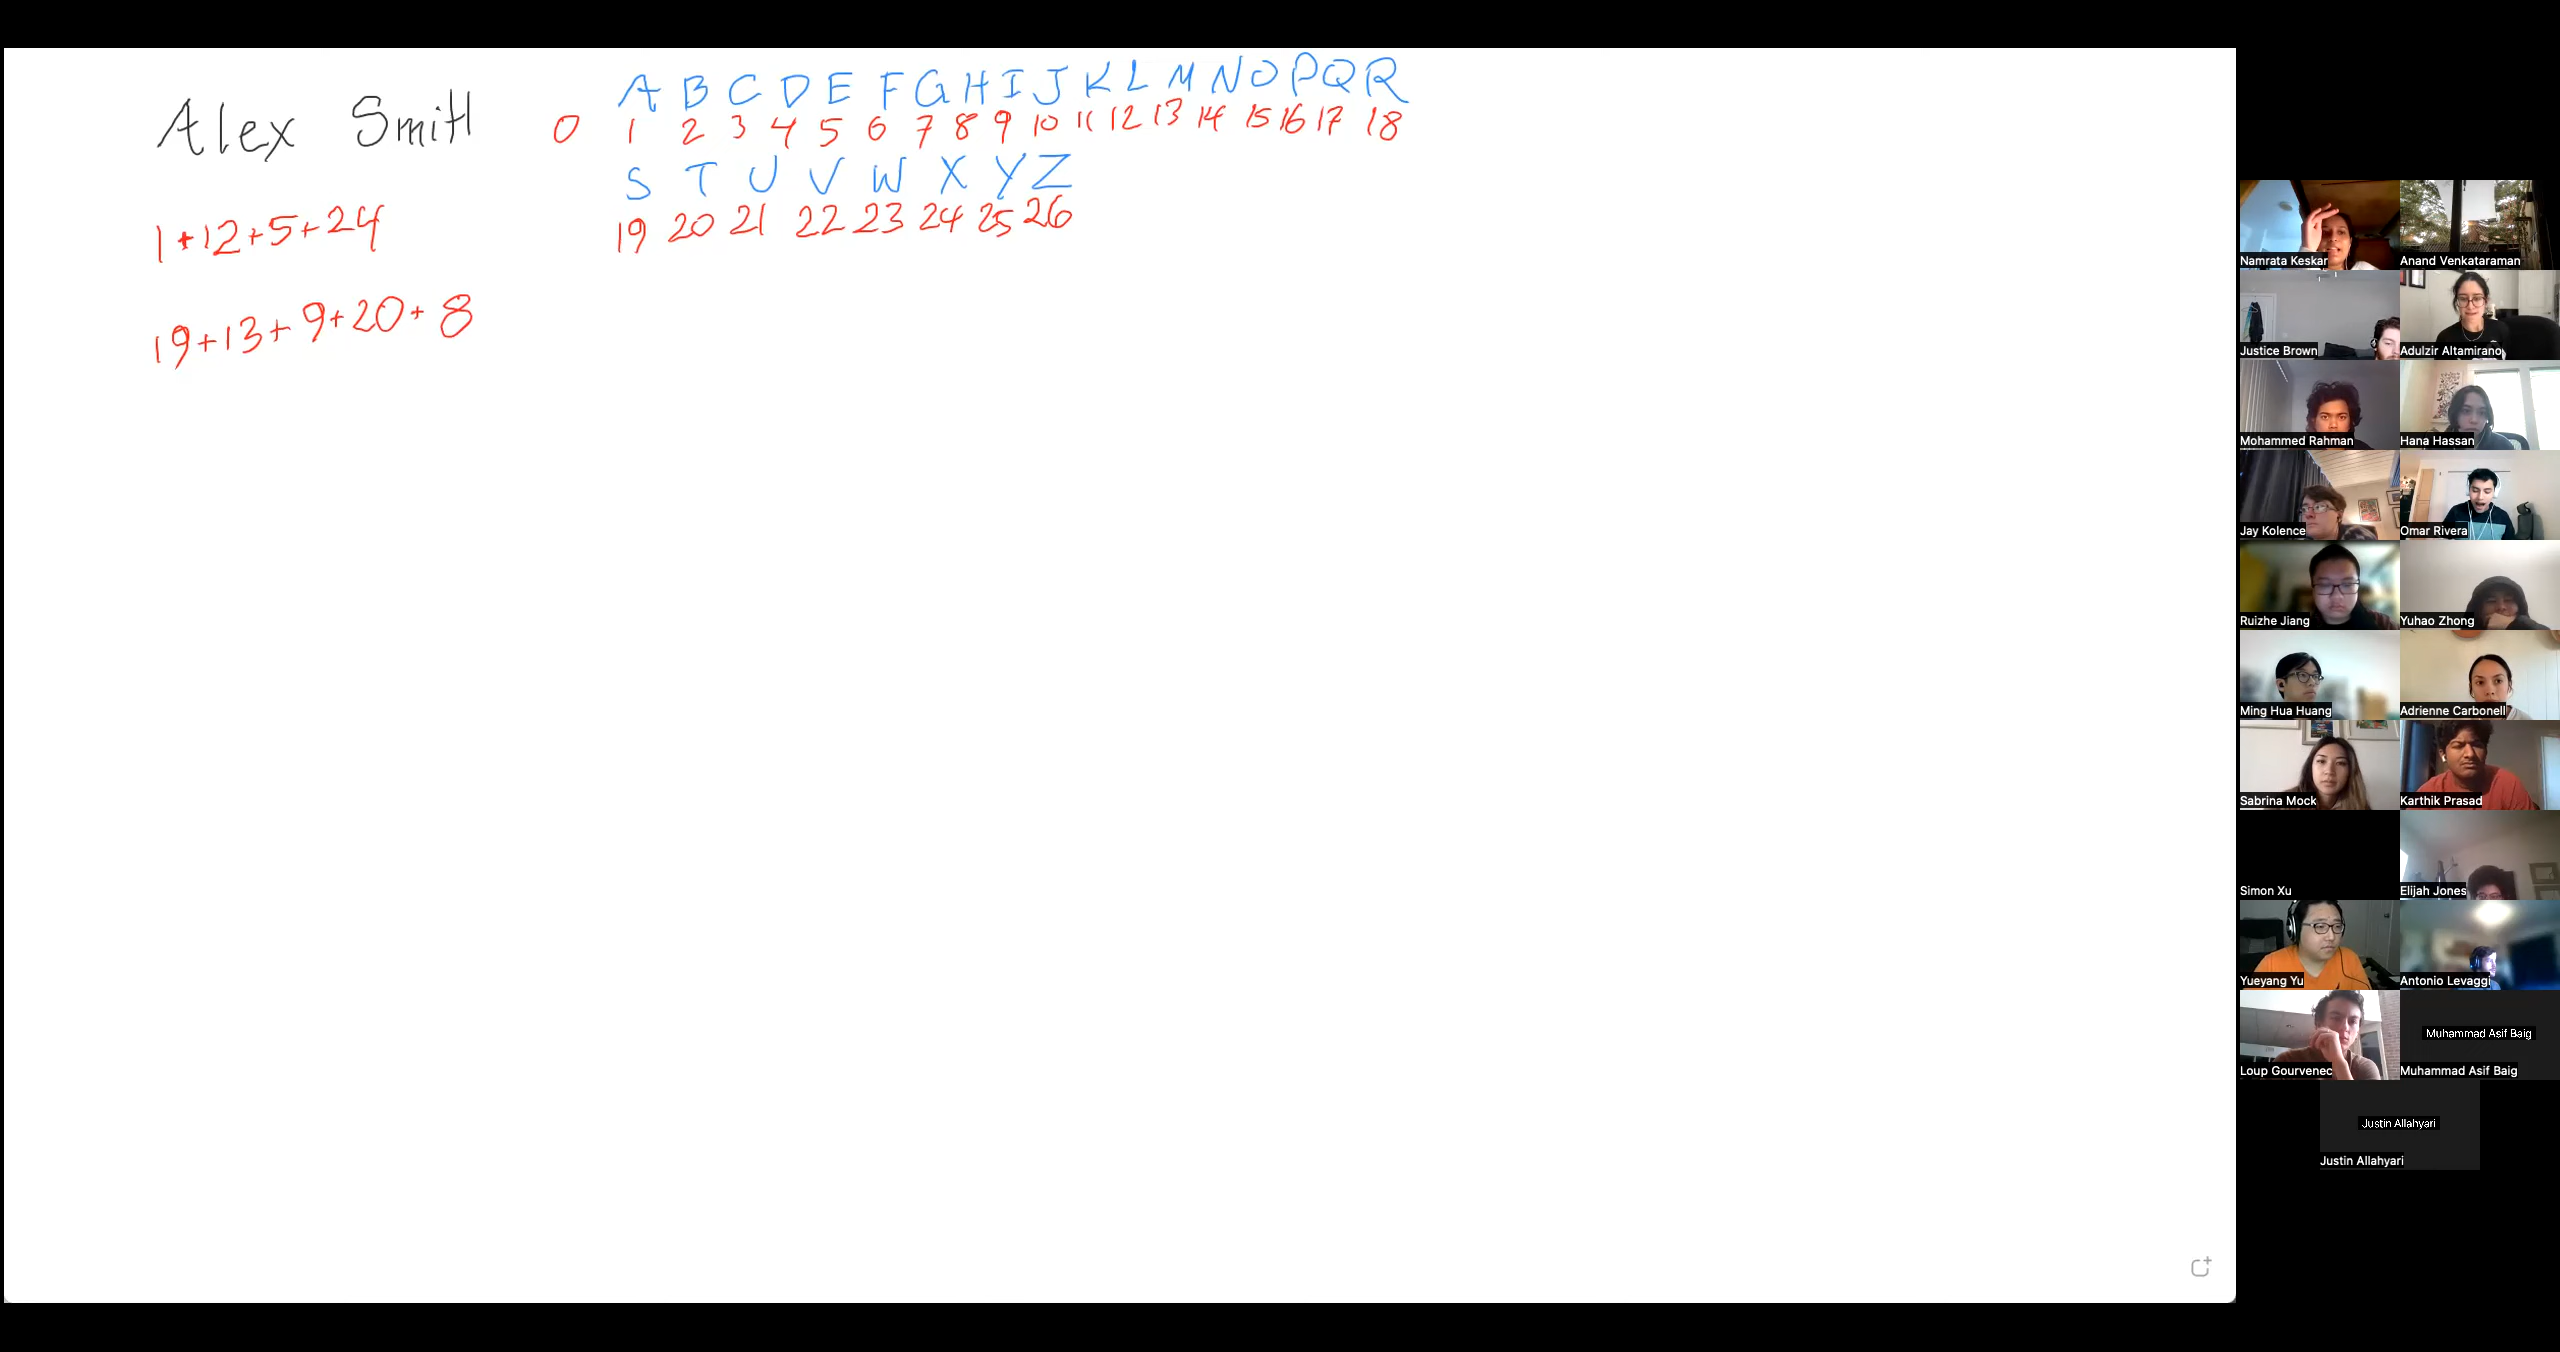 A B C D E F G H I J K L M N O P Q R
Alex Smith
0 1 2 3 4 5 6 7 8 9 10 11 12 13 14 15 16 17 18
S T U V W X Y Z
19 20 21 22 23 24 25 26
1+12+5+24
19+13+9+20+8
Namrata Keskar
Anand Venkataraman
Justice Brown
Adulzir Altamirano
Mohammed Rahman
Hana Hassan
Jay Kolence
Omar Rivera
Ruizhe Jiang
Yuhao Zhong
Ming Hua Huang
Adrienne Carbonell
Sabrina Mock
Karthik Prasad
Simon Xu
Elijah Jones
Yueyang Yu
Antonio Levaggi
Loup Gourvenec
Muhammad Asif Baig
Muhammad Asif Baig
Justin Allahyari
Justin Allahyari